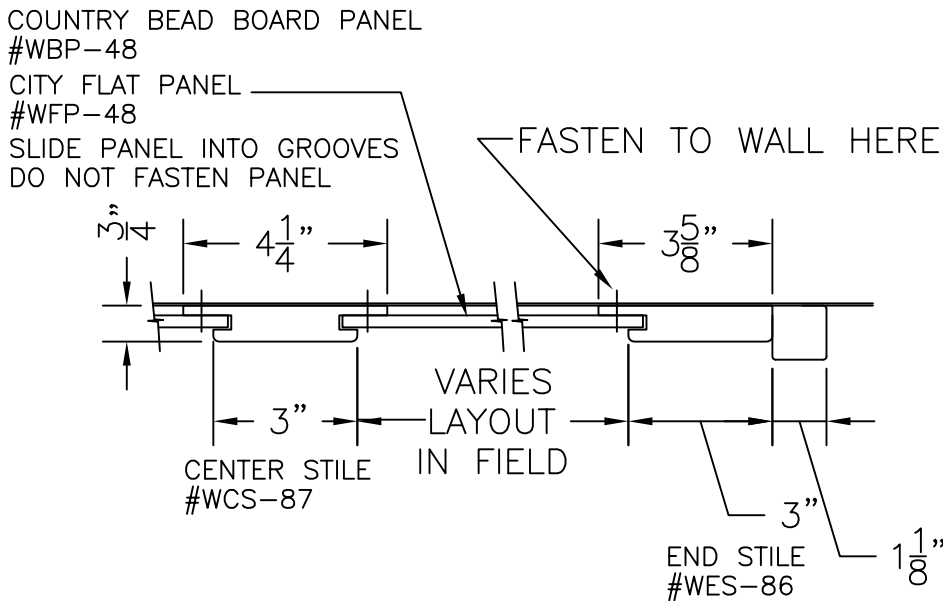 COUNTRY BEAD BOARD PANEL
#WBP-48
CITY FLAT PANEL
#WFP-48
SLIDE PANEL INTO GROOVES
DO NOT FASTEN PANEL
FASTEN TO WALL HERE
3/4"
4 1/4"
3 5/8"
VARIES
LAYOUT
IN FIELD
3"
CENTER STILE
#WCS-87
3"
END STILE
#WES-86
1 1/8"